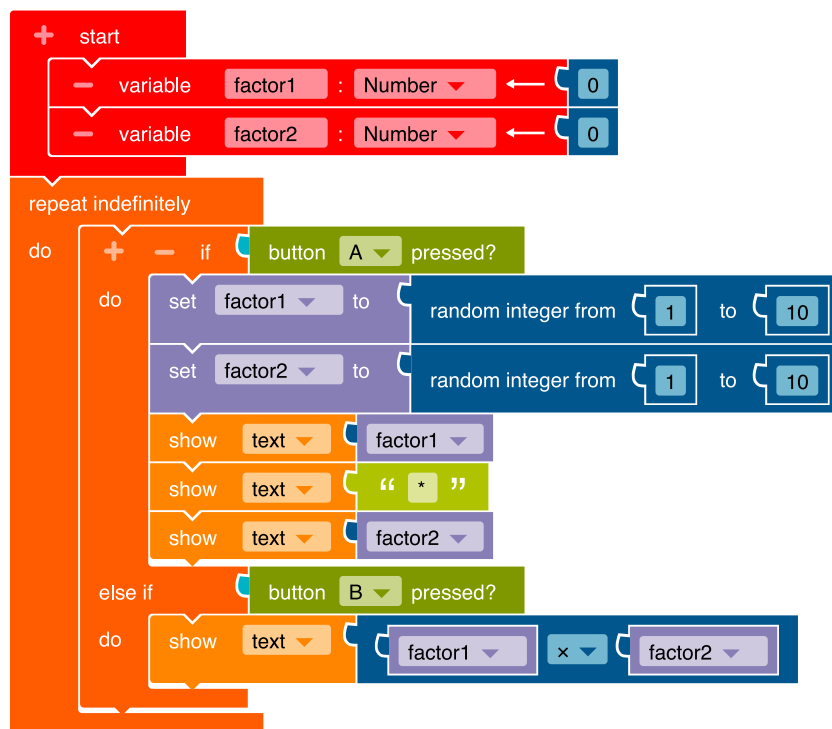 + start
− variable factor1 : Number ← 0
− variable factor2 : Number ← 0
repeat indefinitely
do + − if button A pressed?
do set factor1 to random integer from 1 to 10
set factor2 to random integer from 1 to 10
show text factor1
show text “ * ”
show text factor2
else if button B pressed?
do show text factor1 × factor2